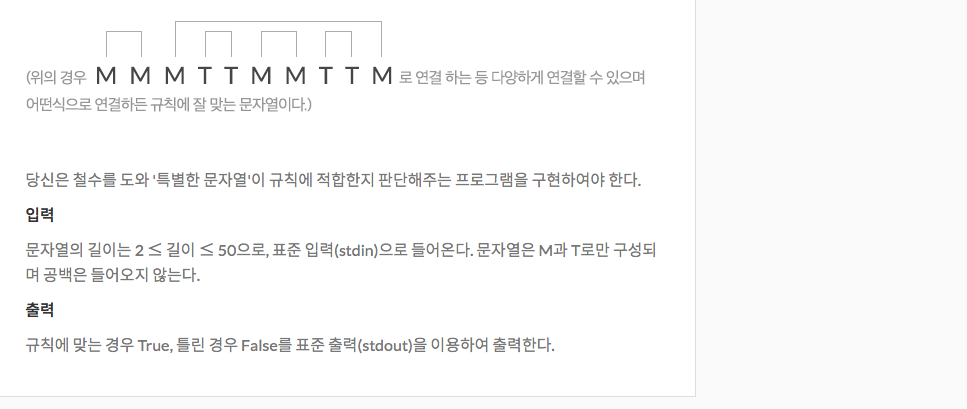 (위의 경우 M M M T T M M T T M 로 연결 하는 등 다양하게 연결할 수 있으며
어떤식으로 연결하든 규칙에 잘 맞는 문자열이다.)
당신은 철수를 도와 '특별한 문자열'이 규칙에 적합한지 판단해주는 프로그램을 구현하여야 한다.
입력
문자열의 길이는 2 ≤ 길이 ≤ 50으로, 표준 입력(stdin)으로 들어온다. 문자열은 M과 T로만 구성되
며 공백은 들어오지 않는다.
출력
규칙에 맞는 경우 True, 틀린 경우 False를 표준 출력(stdout)을 이용하여 출력한다.